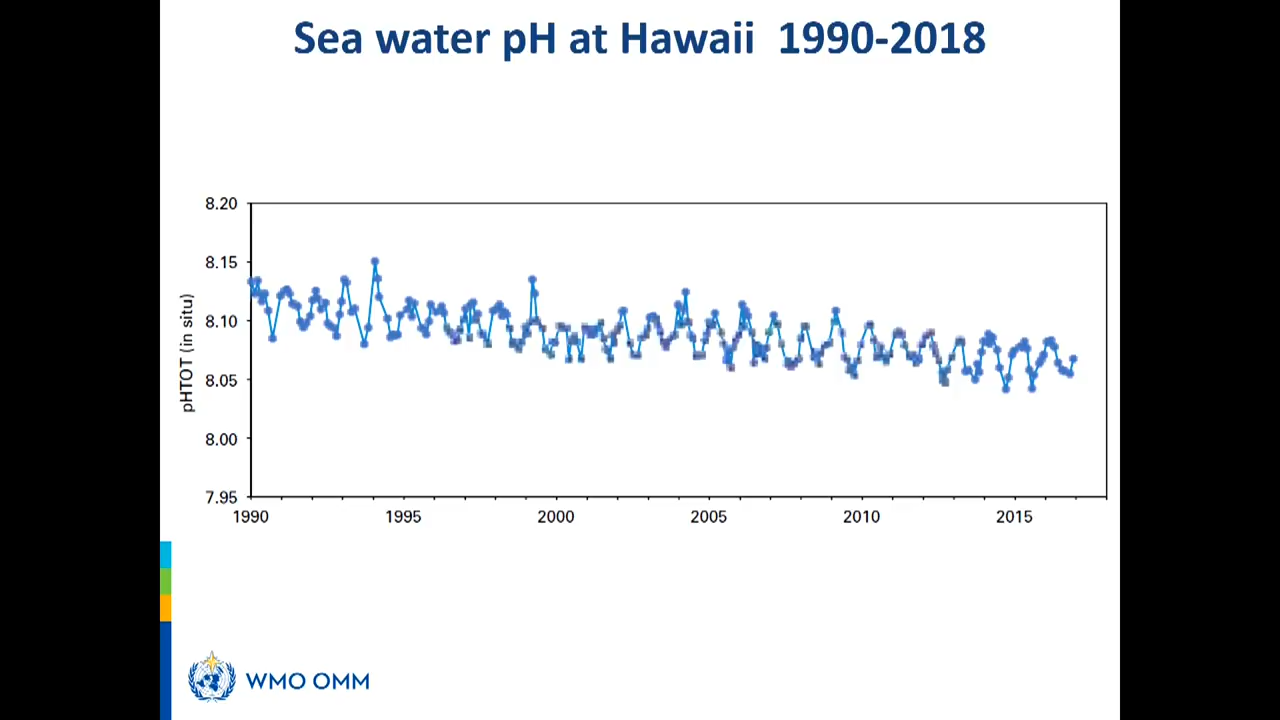 Sea water pH at Hawaii 1990-2018
8.20
8.15
8.10
8.05
8.00
7.95
pHTOT (in situ)
1990 1995 2000 2005 2010 2015
WMO OMM